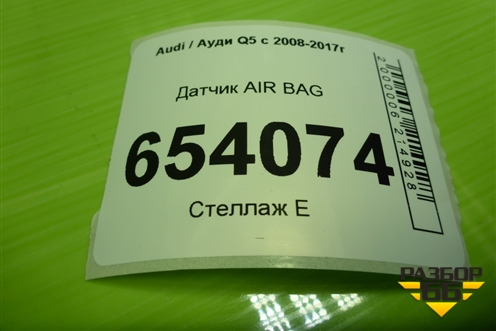 Audi / Ауди Q5 с 2008-2017г
Датчик AIR BAG
654074
Стеллаж Е
2000006214928
РАЗБОР
66